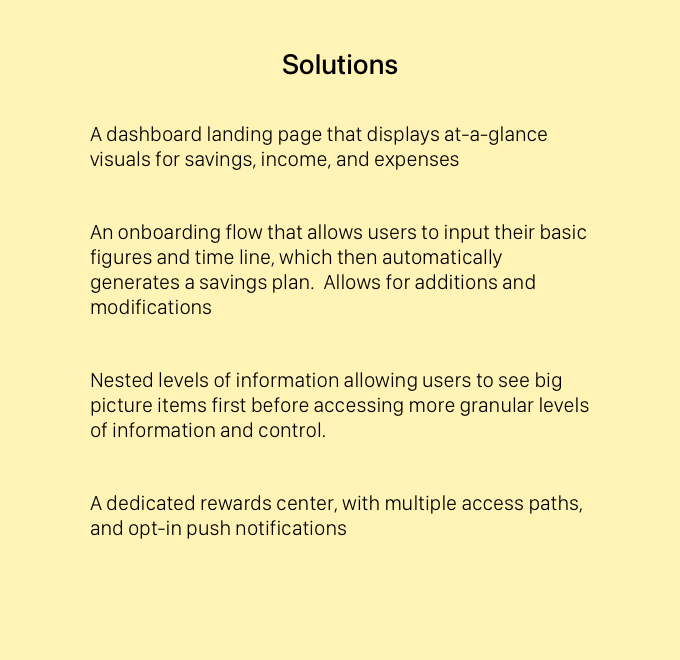 Solutions
A dashboard landing page that displays at-a-glance
visuals for savings, income, and expenses
An onboarding flow that allows users to input their basic
figures and time line, which then automatically
generates a savings plan.  Allows for additions and
modifications
Nested levels of information allowing users to see big
picture items first before accessing more granular levels
of information and control.
A dedicated rewards center, with multiple access paths,
and opt-in push notifications